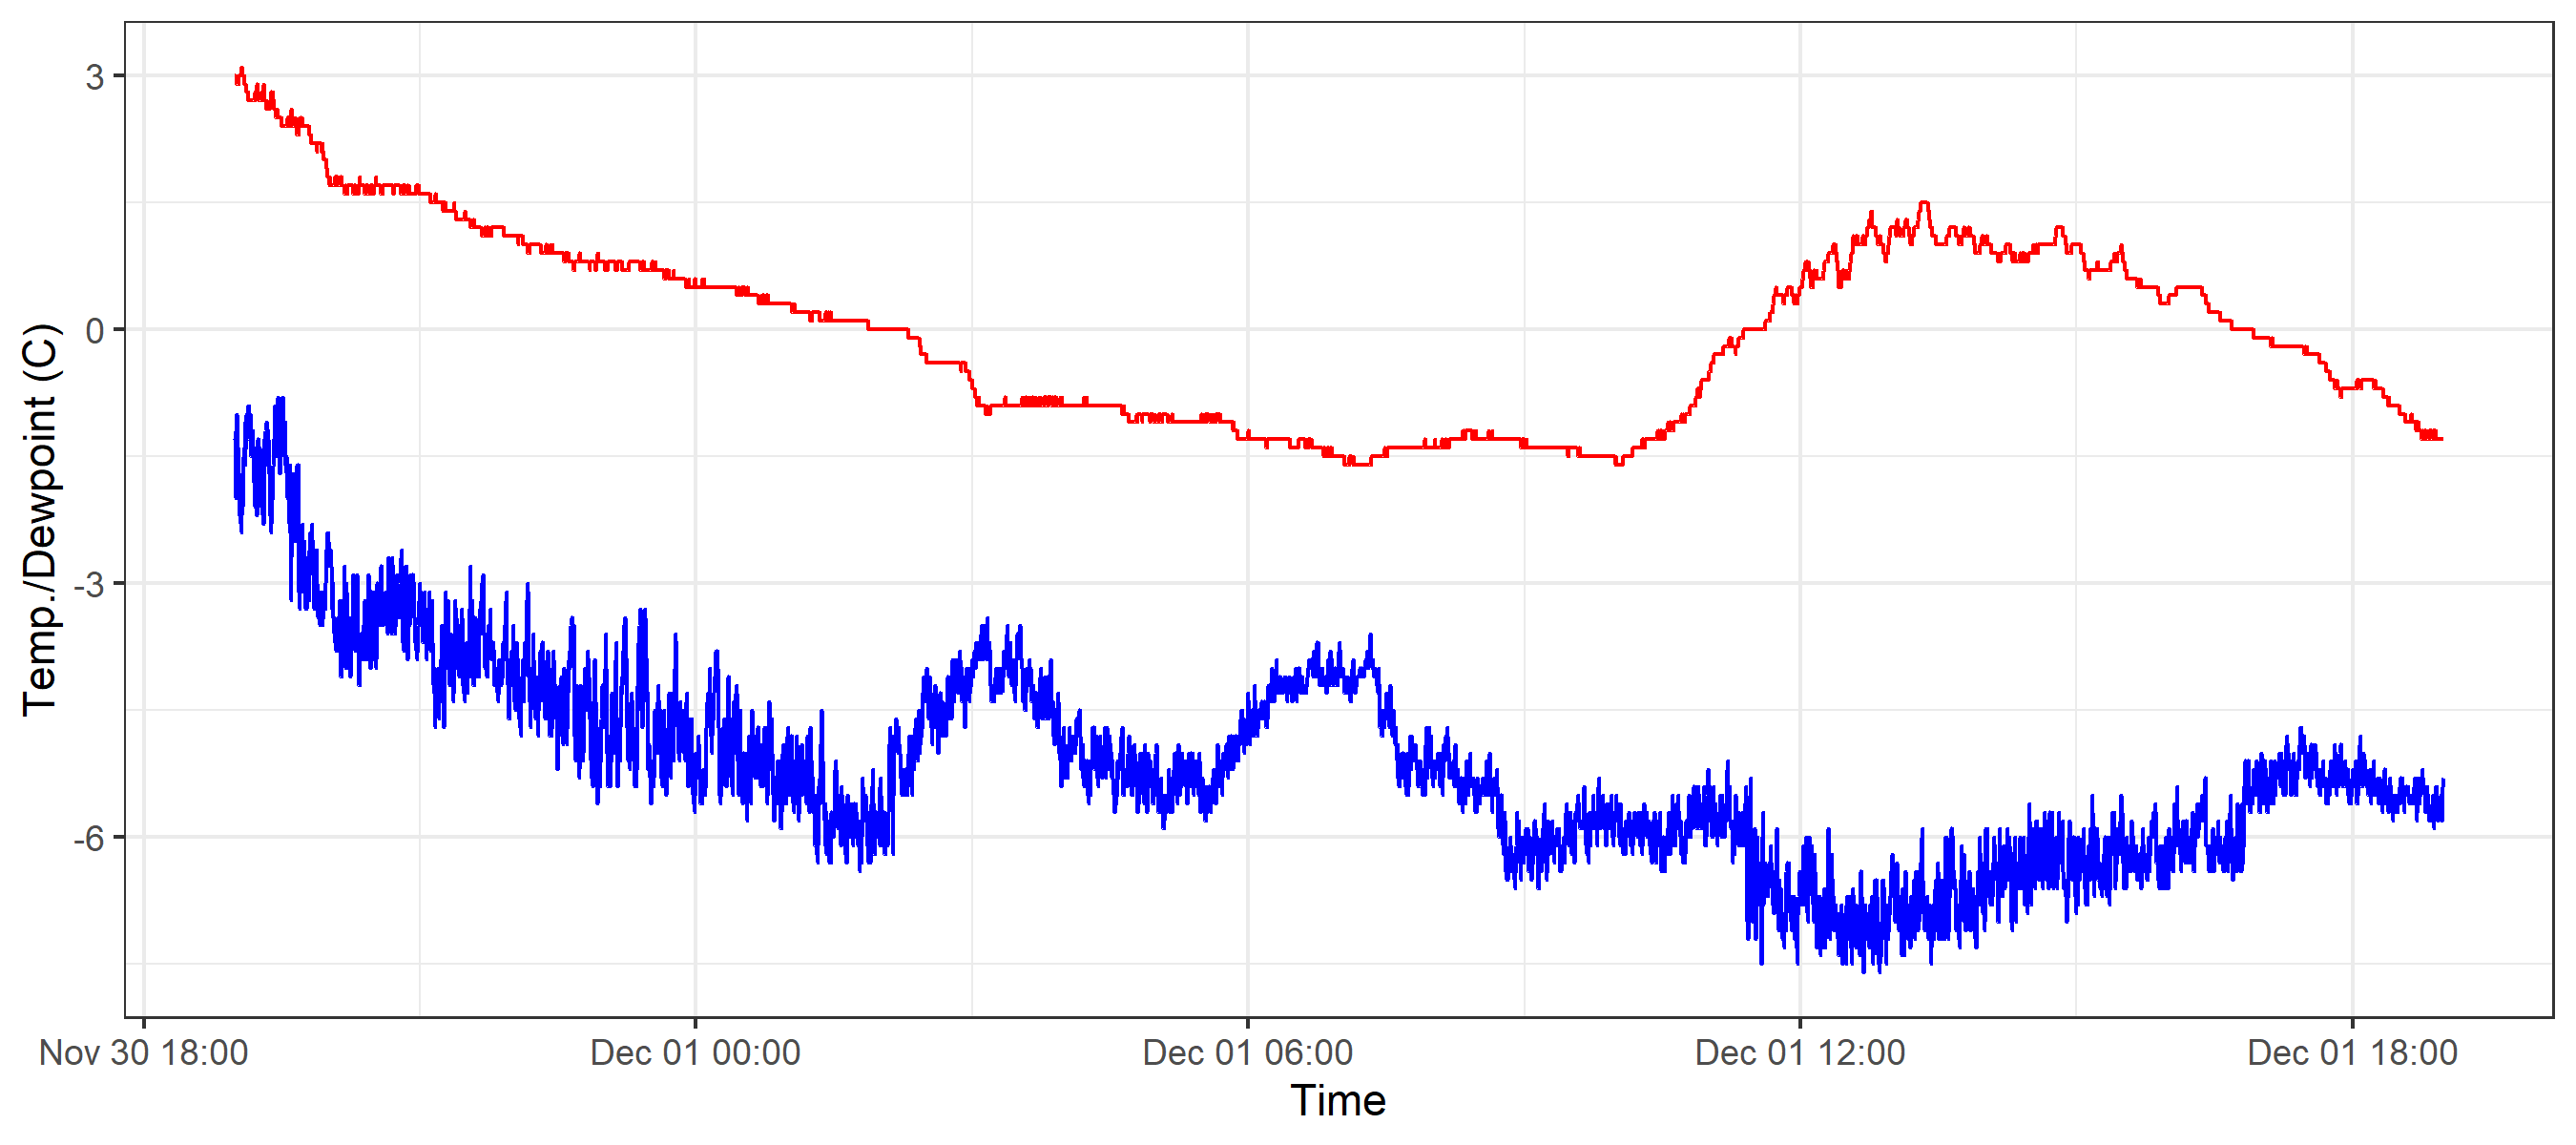 Temp./Dewpoint (C)
3
0
-3
-6
Nov 30 18:00
Dec 01 00:00
Dec 01 06:00
Dec 01 12:00
Dec 01 18:00
Time